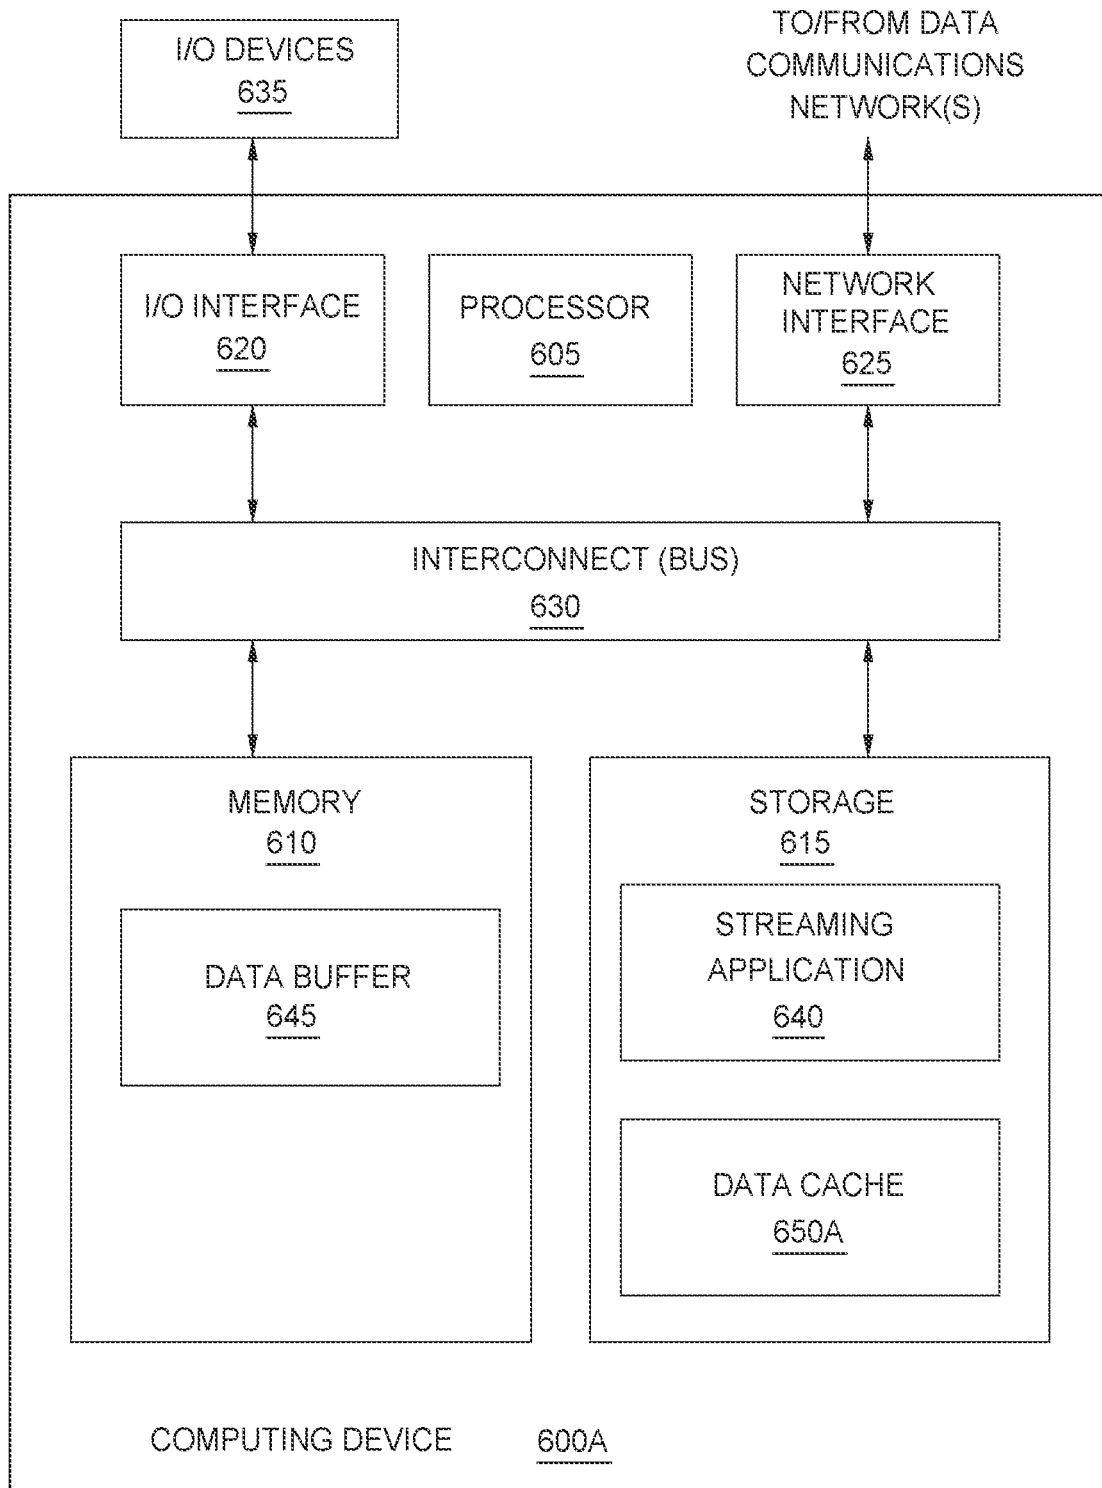 I/O DEVICES
635
TO/FROM DATA
COMMUNICATIONS
NETWORK(S)
I/O INTERFACE
620
PROCESSOR
605
NETWORK
INTERFACE
625
INTERCONNECT (BUS)
630
MEMORY
610
DATA BUFFER
645
STORAGE
615
STREAMING
APPLICATION
640
DATA CACHE
650A
COMPUTING DEVICE 600A